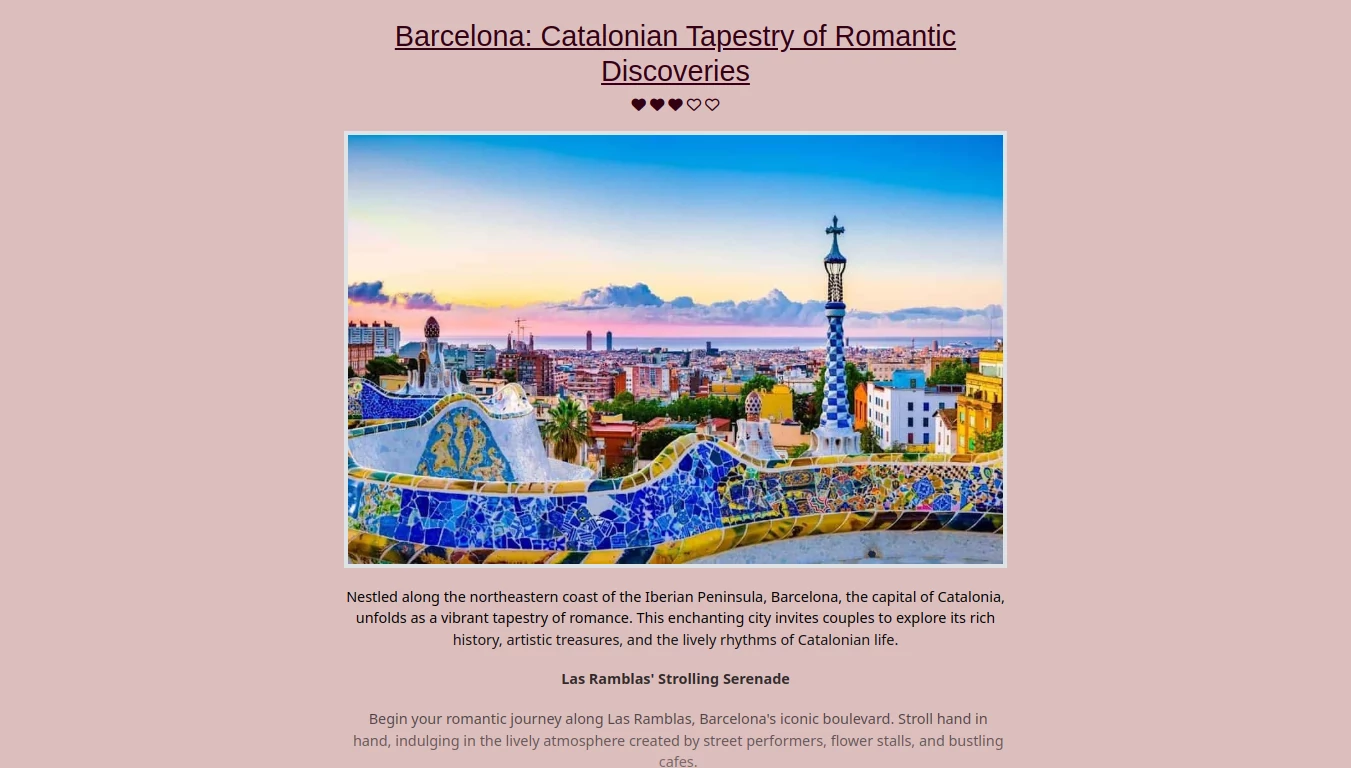 Barcelona: Catalonian Tapestry of Romantic
Discoveries
Nestled along the northeastern coast of the Iberian Peninsula, Barcelona, the capital of Catalonia,
unfolds as a vibrant tapestry of romance. This enchanting city invites couples to explore its rich
history, artistic treasures, and the lively rhythms of Catalonian life.
Las Ramblas' Strolling Serenade
Begin your romantic journey along Las Ramblas, Barcelona's iconic boulevard. Stroll hand in
hand, indulging in the lively atmosphere created by street performers, flower stalls, and bustling
cafes.